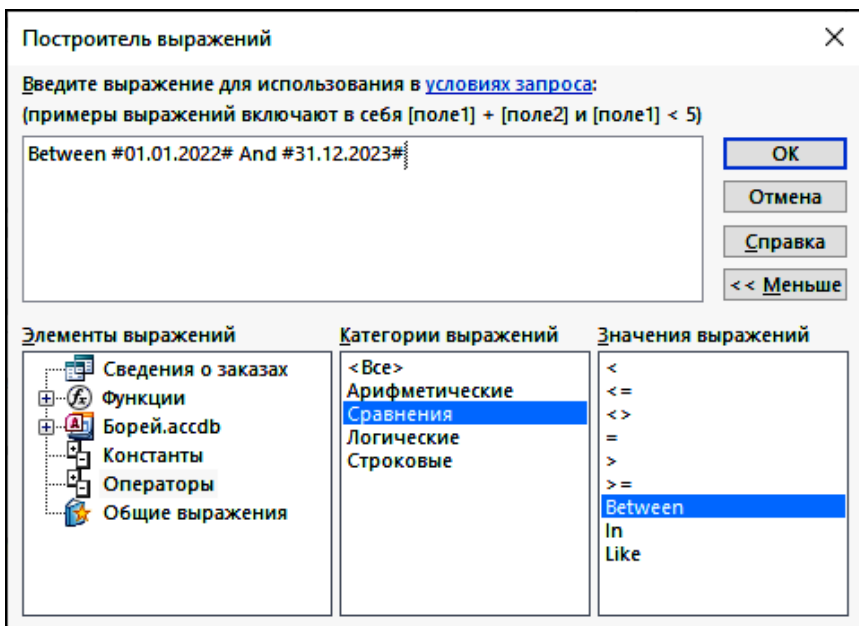 Построитель выражений
Введите выражение для использования в условиях запроса:
(примеры выражений включают в себя [поле1] + [поле2] и [поле1] < 5)
Between #01.01.2022# And #31.12.2023#
ОК
Отмена
Справка
<< Меньше
Элементы выражений
Сведения о заказах
Функции
Борей.accdb
Константы
Операторы
Общие выражения
Категории выражений
<Все>
Арифметические
Сравнения
Логические
Строковые
Значения выражений
<
<=
<>
=
>
>=
Between
In
Like